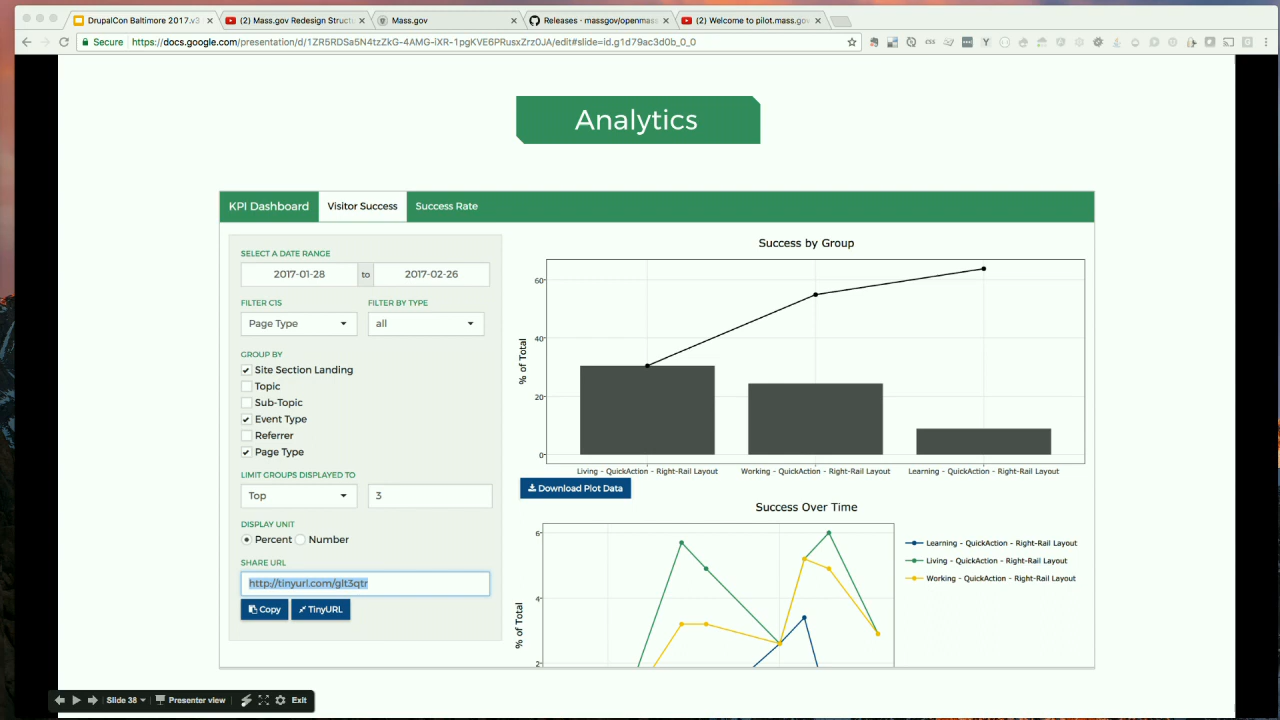 DrupalCon Baltimore 2017.v3
(2) Mass.gov Redesign Struct
Mass.gov
Releases · massgov/openmass
(2) Welcome to pilot.mass.gov
Secure
https://docs.google.com/presentation/d/1ZR5RDSa5N4tzZkG-4AMG-iXR-1pgKVE6PRusxZrz0JA/edit#slide=id.g1d79ac3d0b_0_0
Analytics
KPI Dashboard
Visitor Success
Success Rate
SELECT A DATE RANGE
2017-01-28 to 2017-02-26
FILTER C1S
FILTER BY TYPE
Page Type
all
GROUP BY
Site Section Landing
Topic
Sub-Topic
Event Type
Referrer
Page Type
LIMIT GROUPS DISPLAYED TO
Top
3
DISPLAY UNIT
Percent
Number
SHARE URL
http://tinyurl.com/glt3qtr
Copy
TinyURL
Success by Group
% of Total
60
40
20
0
Living - QuickAction - Right-Rail Layout
Working - QuickAction - Right-Rail Layout
Learning - QuickAction - Right-Rail Layout
Download Plot Data
Success Over Time
% of Total
6
4
2
Learning - QuickAction - Right-Rail Layout
Living - QuickAction - Right-Rail Layout
Working - QuickAction - Right-Rail Layout
Slide 38
Presenter view
Exit